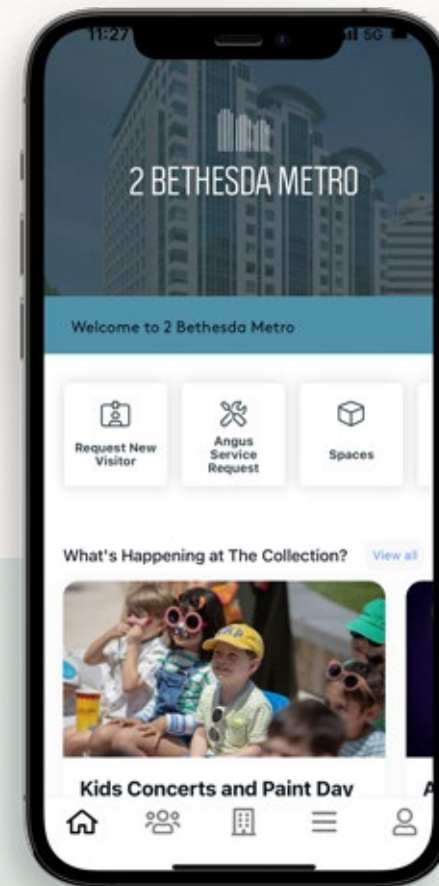 11:27
5G
2 BETHESDA METRO
Welcome to 2 Bethesda Metro
Request New
Visitor
Angus
Service
Request
Spaces
What's Happening at The Collection?
View all
Kids Concerts and Paint Day
A